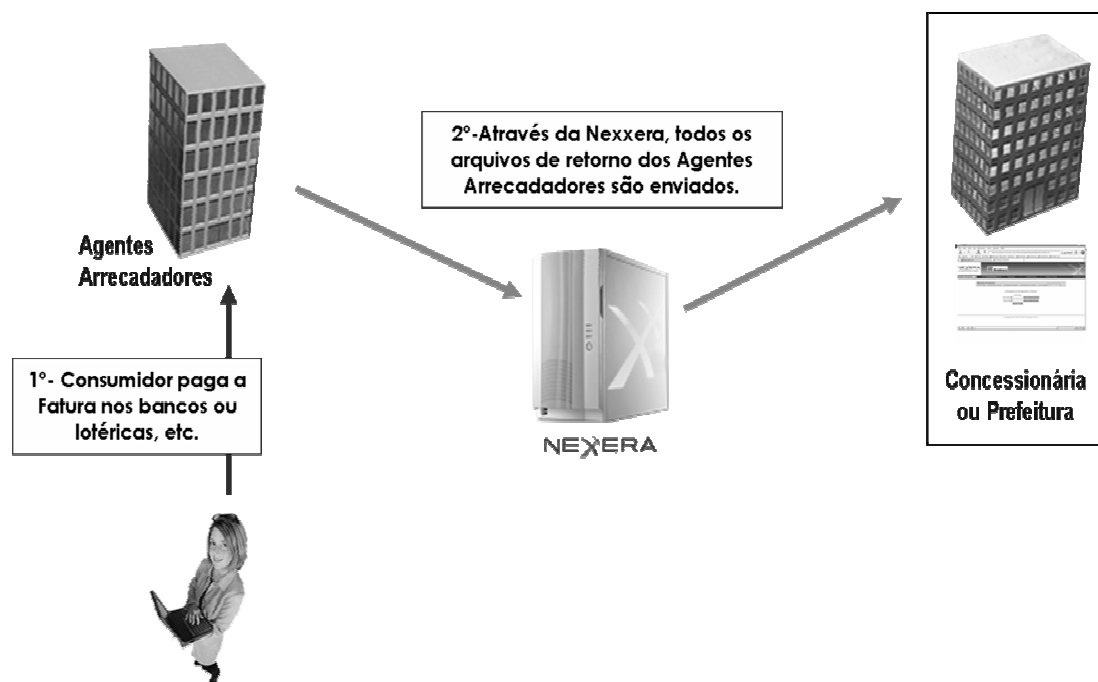 2º-Através da Nexxera, todos os
arquivos de retorno dos Agentes
Arrecadadores são enviados.
Agentes
Arrecadadores
1º- Consumidor paga a
Fatura nos bancos ou
lotéricas, etc.
NEXXERA
Concessionária
ou Prefeitura